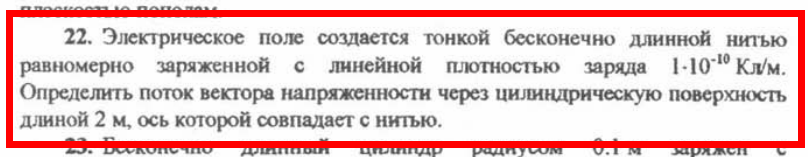 плоскостью пополам.
22. Электрическое поле создается тонкой бесконечно длинной нитью
равномерно заряженной с линейной плотностью заряда 1·10⁻¹⁰ Кл/м.
Определить поток вектора напряженности через цилиндрическую поверхность
длиной 2 м, ось которой совпадает с нитью.
23. Бесконечно длинный цилиндр радиусом 0.1 м заряжен с